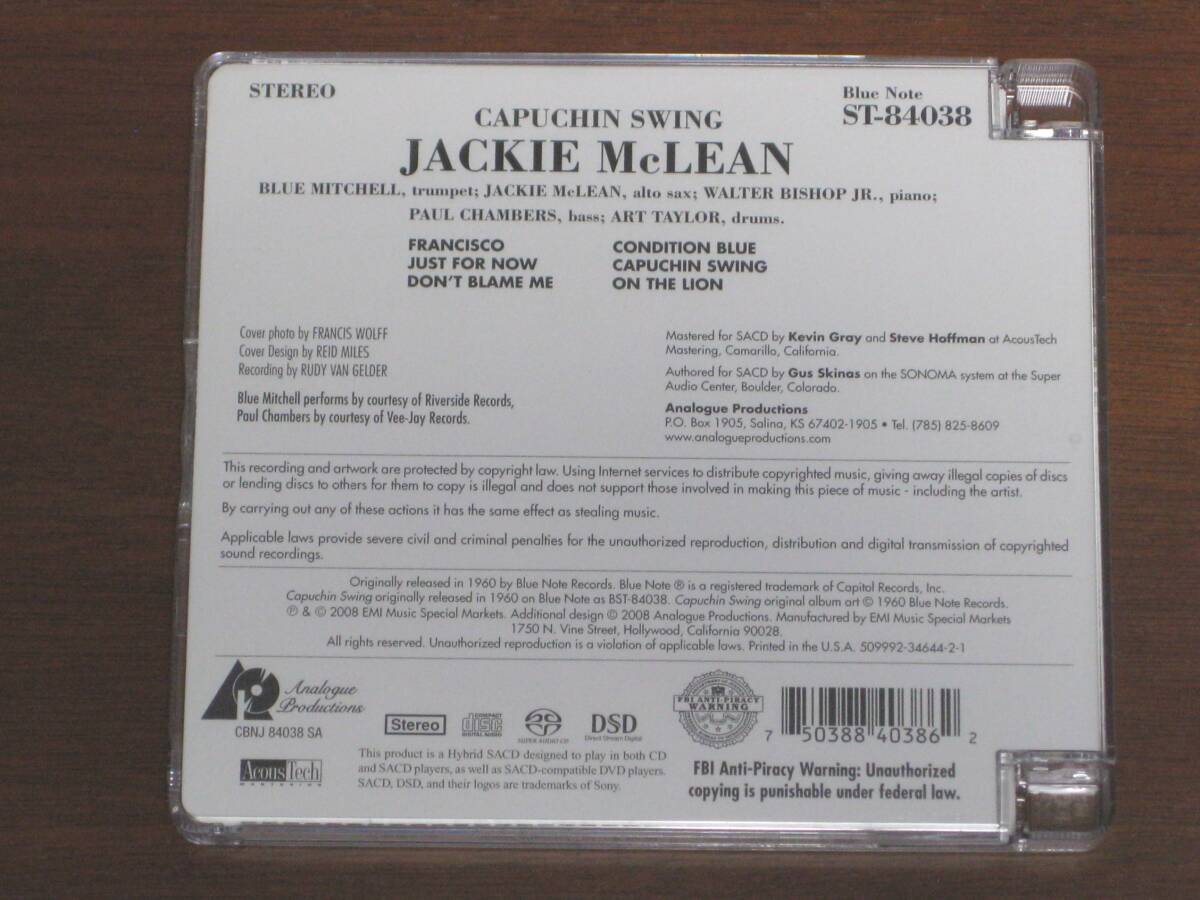 STEREO
Blue Note
ST-84038
CAPUCHIN SWING
JACKIE McLEAN
BLUE MITCHELL, trumpet; JACKIE McLEAN, alto sax; WALTER BISHOP JR., piano;
PAUL CHAMBERS, bass; ART TAYLOR, drums.
FRANCISCO
JUST FOR NOW
DON'T BLAME ME
CONDITION BLUE
CAPUCHIN SWING
ON THE LION
Cover photo by FRANCIS WOLFF
Cover Design by REID MILES
Recording by RUDY VAN GELDER
Blue Mitchell performs by courtesy of Riverside Records,
Paul Chambers by courtesy of Vee-Jay Records.
Mastered for SACD by Kevin Gray and Steve Hoffman at AcousTech
Mastering, Camarillo, California.
Authored for SACD by Gus Skinas on the SONOMA system at the Super
Audio Center, Boulder, Colorado.
Analogue Productions
P.O. Box 1905, Salina, KS 67402-1905 • Tel. (785) 825-8609
www.analogueproductions.com
This recording and artwork are protected by copyright law. Using Internet services to distribute copyrighted music, giving away illegal copies of discs
or lending discs to others for them to copy is illegal and does not support those involved in making this piece of music - including the artist.
By carrying out any of these actions it has the same effect as stealing music.
Applicable laws provide severe civil and criminal penalties for the unauthorized reproduction, distribution and digital transmission of copyrighted
sound recordings.
Originally released in 1960 by Blue Note Records. Blue Note ® is a registered trademark of Capitol Records, Inc.
Capuchin Swing originally released in 1960 on Blue Note as BST-84038. Capuchin Swing original album art © 1960 Blue Note Records.
℗ & © 2008 EMI Music Special Markets. Additional design © 2008 Analogue Productions. Manufactured by EMI Music Special Markets
1750 N. Vine Street, Hollywood, California 90028.
All rights reserved. Unauthorized reproduction is a violation of applicable laws. Printed in the U.S.A. 509992-34644-2-1
Analogue
Productions
CBNJ 84038 SA
AcousTech
MASTERING
Stereo
COMPACT
disc
DIGITAL AUDIO
SUPER AUDIO CD
DSD
Direct Stream Digital
This product is a Hybrid SACD designed to play in both CD
and SACD players, as well as SACD-compatible DVD players.
SACD, DSD, and their logos are trademarks of Sony.
FBI ANTI-PIRACY
WARNING
7 50388 40386 2
FBI Anti-Piracy Warning: Unauthorized
copying is punishable under federal law.